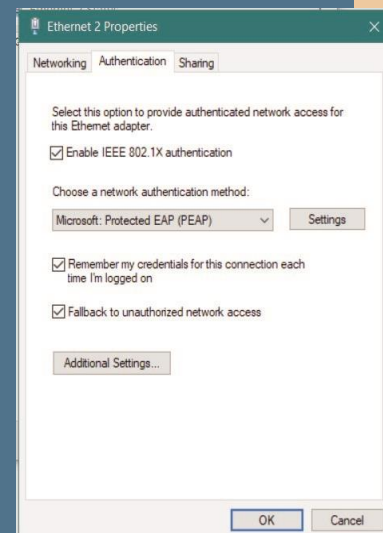 Ethernet 2 Properties
Networking Authentication Sharing
Select this option to provide authenticated network access for
this Ethernet adapter.
Enable IEEE 802.1X authentication
Choose a network authentication method:
Microsoft: Protected EAP (PEAP) Settings
Remember my credentials for this connection each
time I'm logged on
Fallback to unauthorized network access
Additional Settings...
OK Cancel